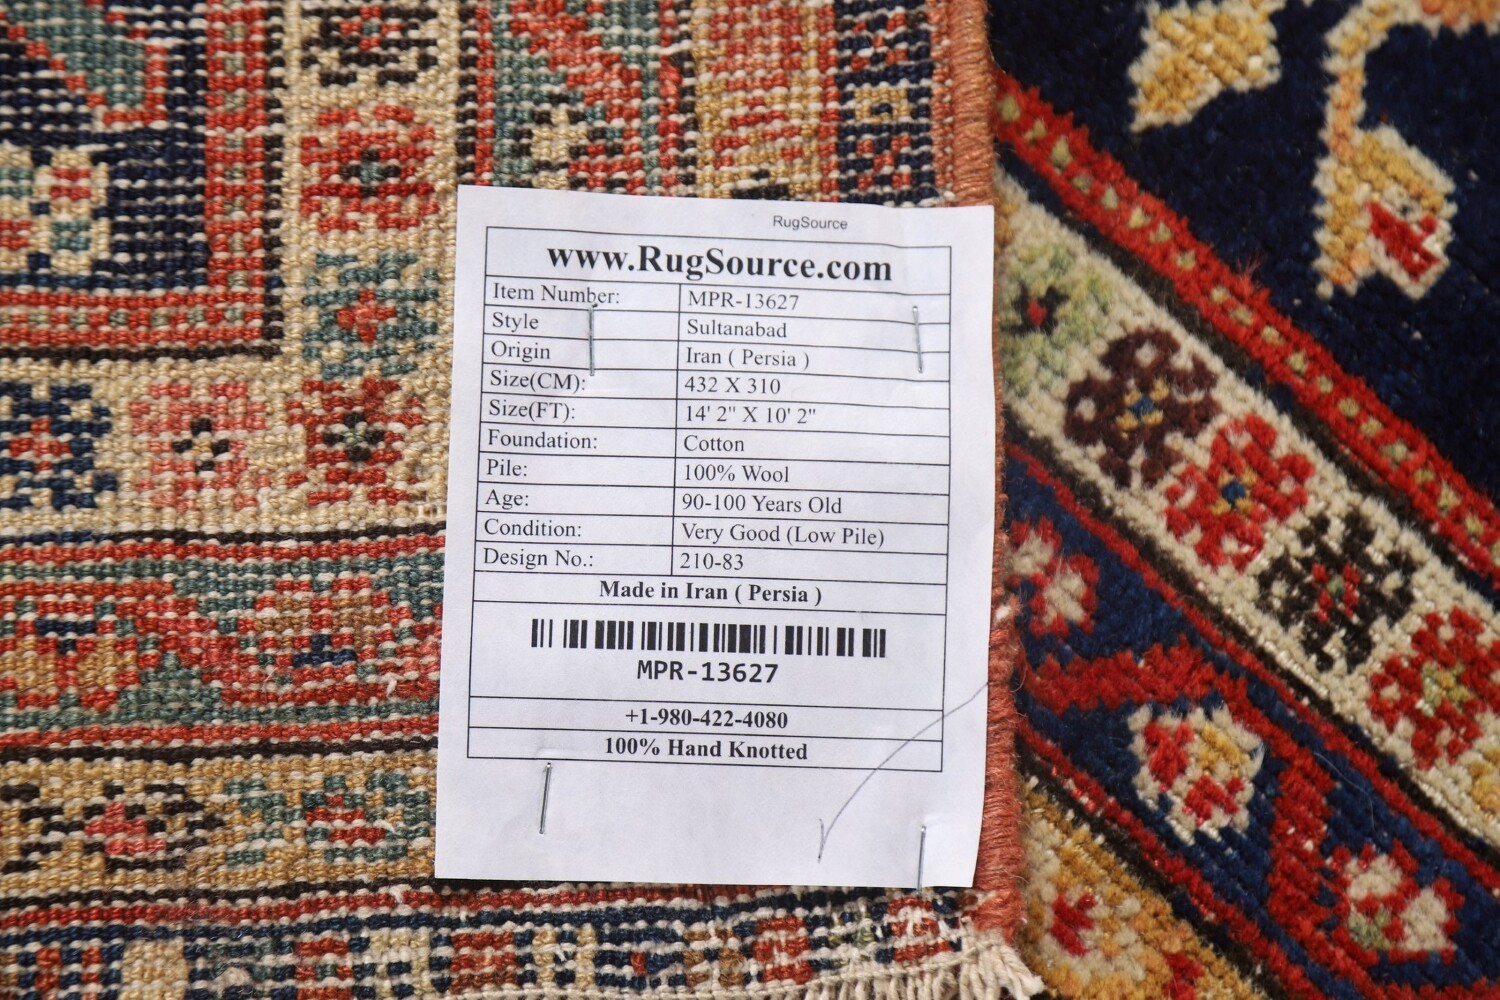 RugSource
www.RugSource.com
Item Number: MPR-13627
Style Sultanabad
Origin Iran ( Persia )
Size(CM): 432 X 310
Size(FT): 14' 2" X 10' 2"
Foundation: Cotton
Pile: 100% Wool
Age: 90-100 Years Old
Condition: Very Good (Low Pile)
Design No.: 210-83
Made in Iran ( Persia )
MPR-13627
+1-980-422-4080
100% Hand Knotted